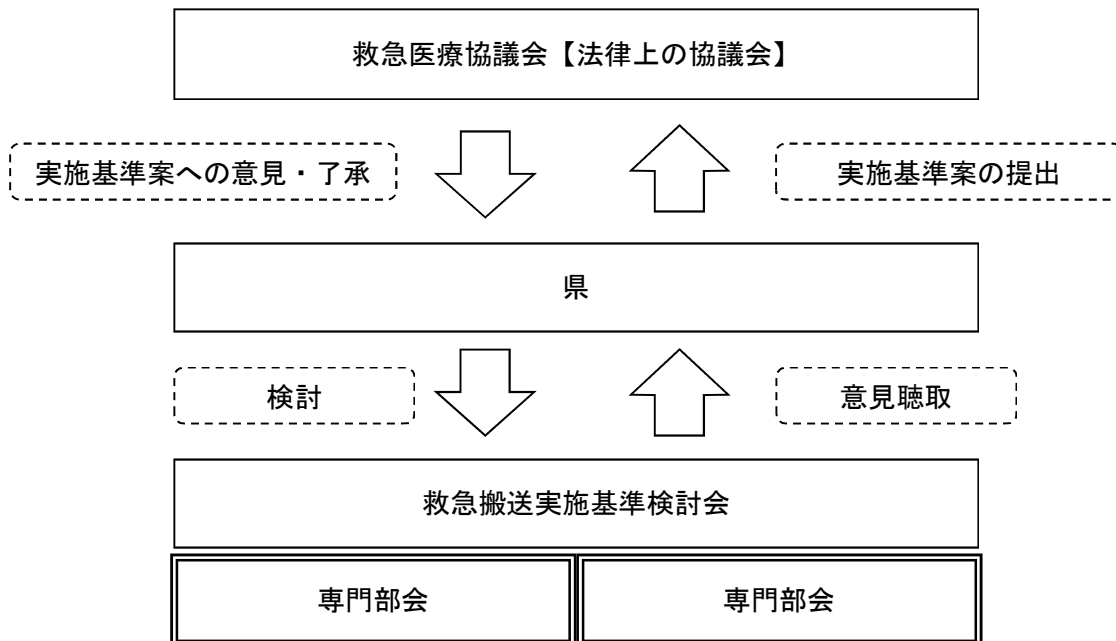 救急医療協議会【法律上の協議会】
実施基準案への意見・了承
実施基準案の提出
県
検討
意見聴取
救急搬送実施基準検討会
専門部会
専門部会